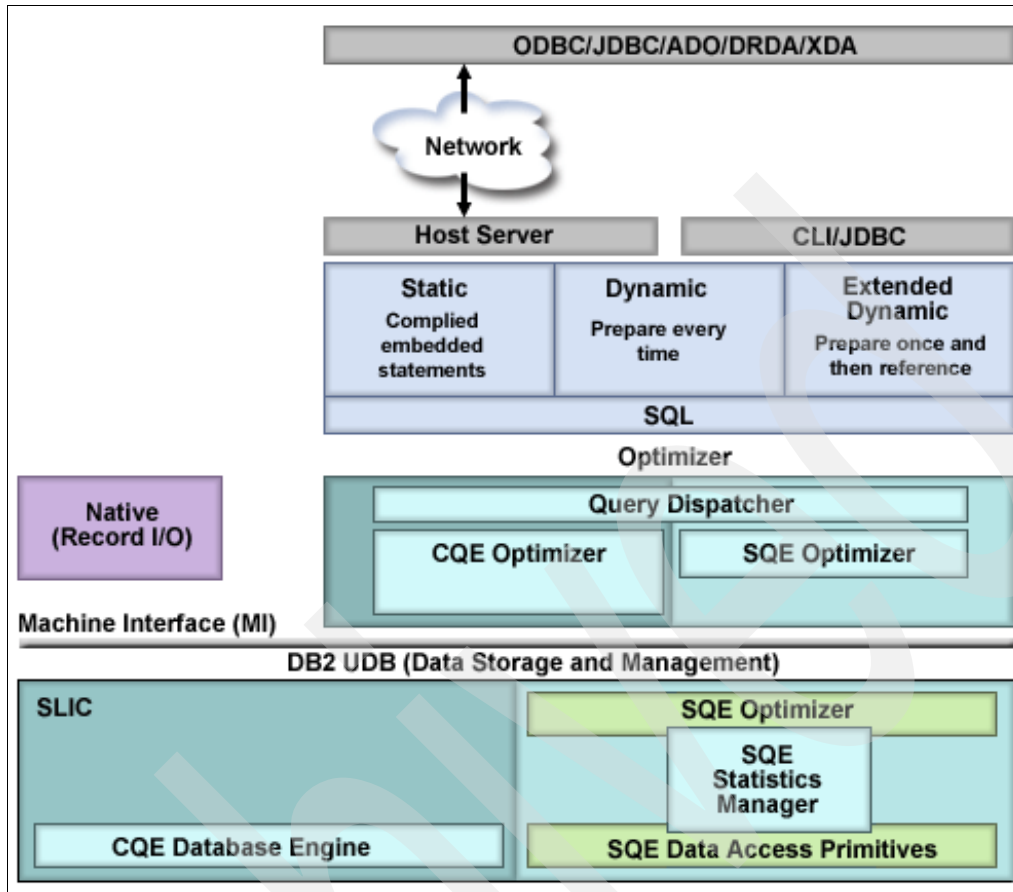 ODBC/JDBC/ADO/DRDA/XDA
Network
Host Server
CLI/JDBC
Static
Complied
embedded
statements
Dynamic
Prepare every
time
Extended
Dynamic
Prepare once and
then reference
SQL
Optimizer
Native
(Record I/O)
Query Dispatcher
CQE Optimizer
SQE Optimizer
Machine Interface (MI)
DB2 UDB (Data Storage and Management)
SLIC
SQE Optimizer
SQE
Statistics
Manager
CQE Database Engine
SQE Data Access Primitives